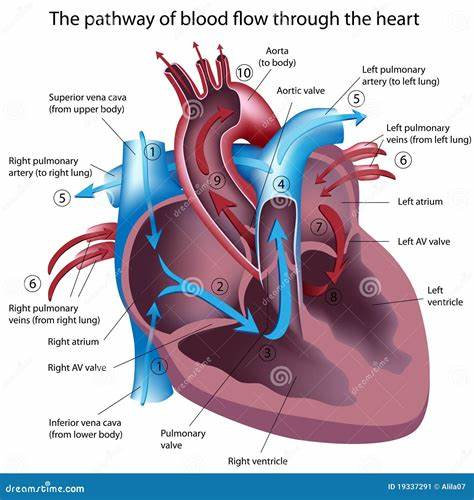 The pathway of blood flow through the heart
Aorta
(to body)
10
Aortic valve
Left pulmonary
artery (to left lung)
5
Superior vena cava
(from upper body)
1
Left pulmonary
veins (from left lung)
6
Right pulmonary
artery (to right lung)
5
9
4
Left atrium
7
Left AV valve
6
2
8
Left
ventricle
Right pulmonary
veins (from right lung)
Right atrium
3
Right AV valve
1
Inferior vena cava
(from lower body)
Pulmonary
valve
Right ventricle
dreamstime.com
ID 19337291 © Alila07